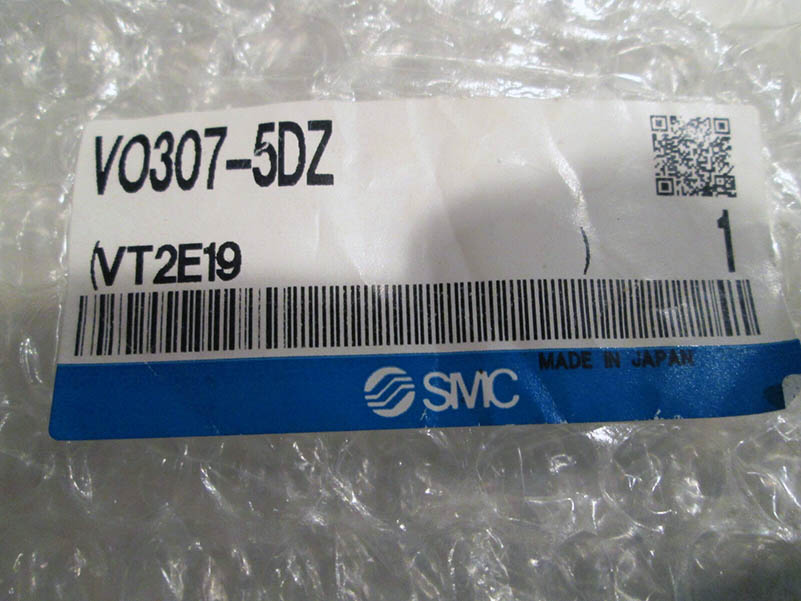 VO307-5DZ
(VT2E19 )
1
MADE IN JAPAN
SMC